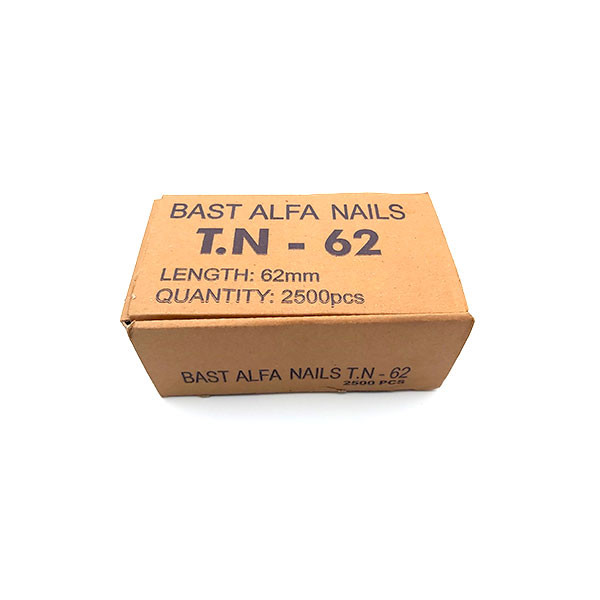 BAST ALFA NAILS
T.N - 62
LENGTH: 62mm
QUANTITY: 2500pcs
BAST ALFA NAILS T.N - 62
2500 PCS